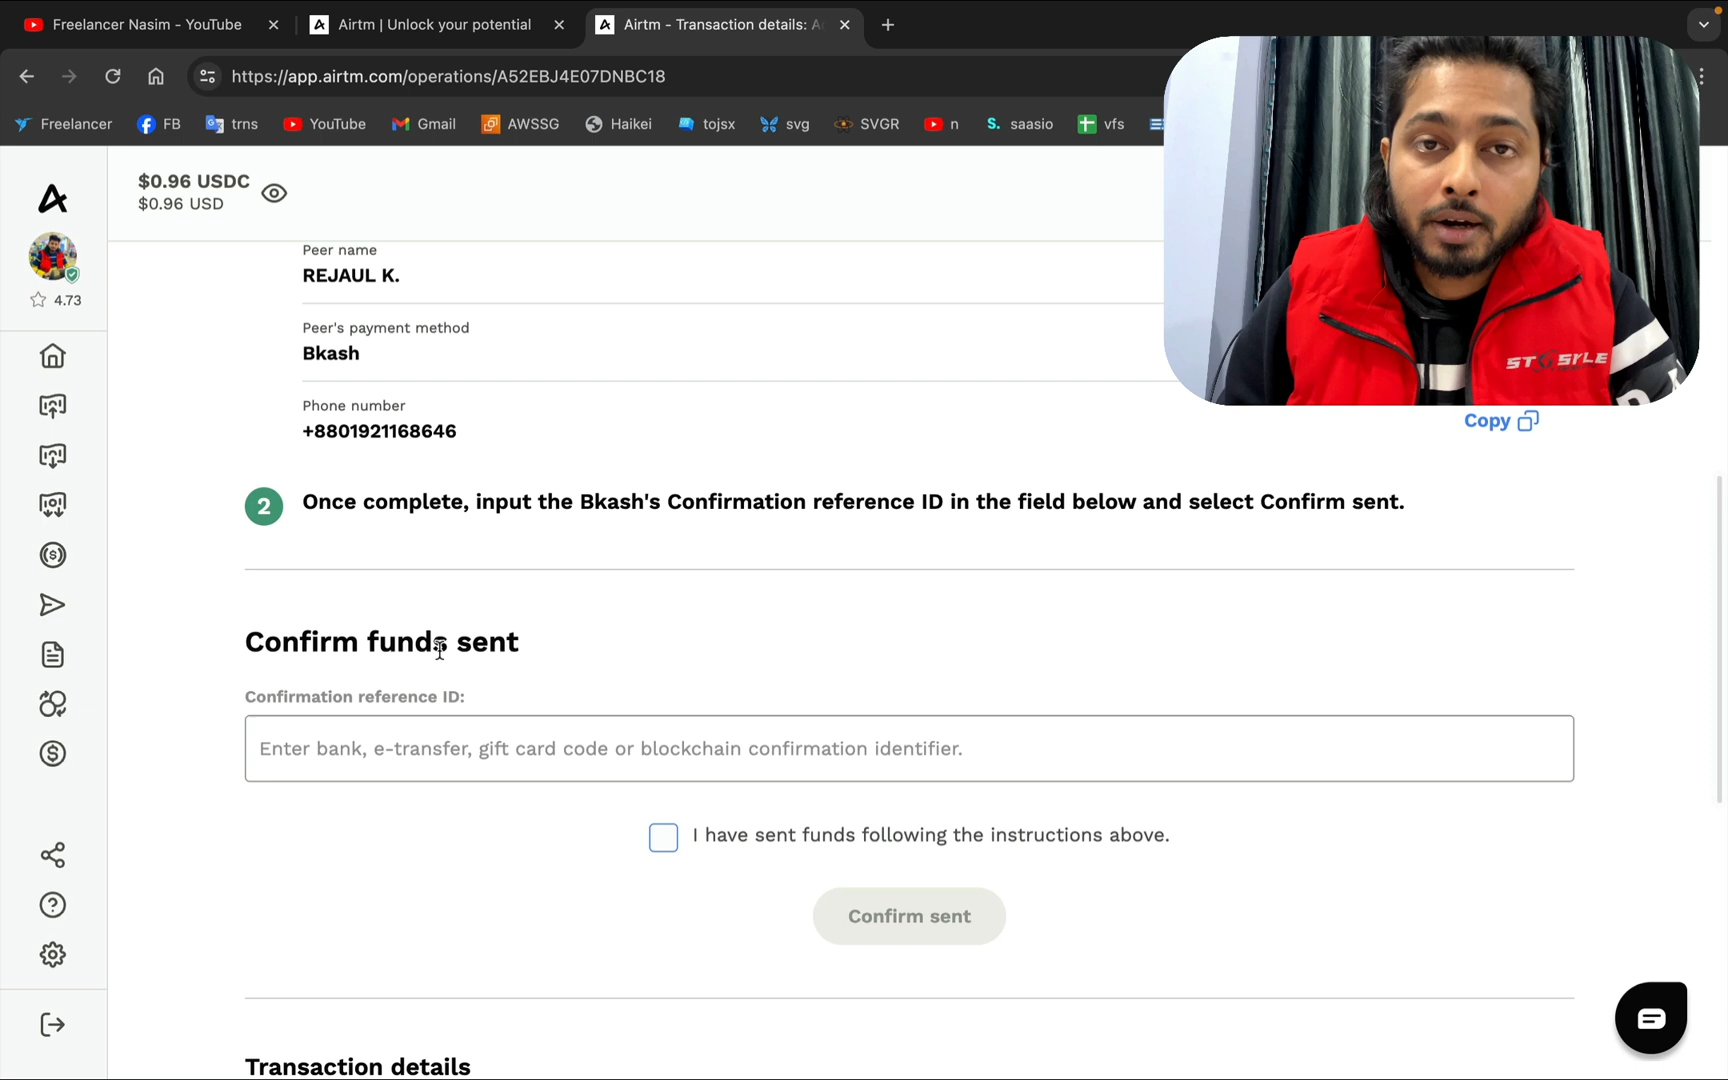 Freelancer Nasim - YouTube
Airtm | Unlock your potential
Airtm - Transaction details: A
https://app.airtm.com/operations/A52EBJ4E07DNBC18
Freelancer
FB
trns
YouTube
Gmail
AWSSG
Haikei
tojsx
svg
SVGR
n
saasio
vfs
$0.96 USDC
$0.96 USD
4.73
Peer name
REJAUL K.
Peer's payment method
Bkash
Phone number
+8801921168646
Copy
2 Once complete, input the Bkash's Confirmation reference ID in the field below and select Confirm sent.
Confirm funds sent
Confirmation reference ID:
Enter bank, e-transfer, gift card code or blockchain confirmation identifier.
I have sent funds following the instructions above.
Confirm sent
Transaction details